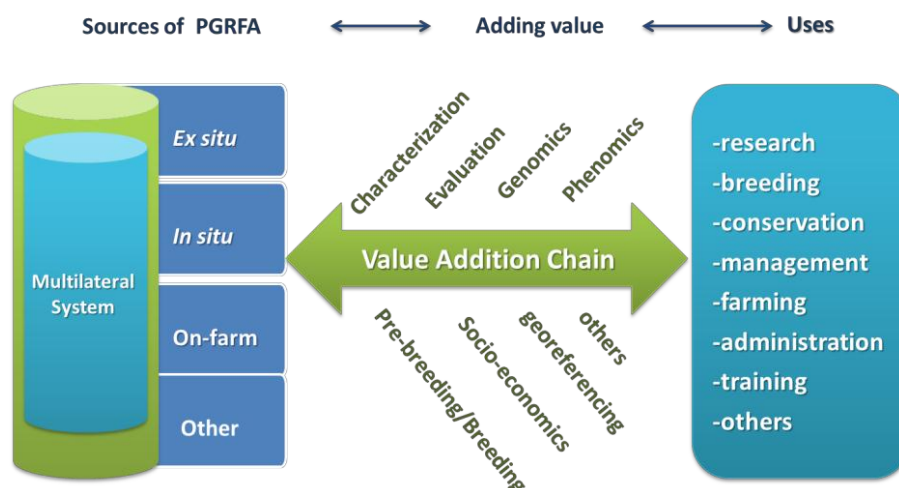 Sources of PGRFA
Adding value
Uses
Multilateral
System
Ex situ
In situ
On-farm
Other
Characterization
Evaluation
Genomics
Phenomics
Value Addition Chain
Pre-breeding/Breeding
Socio-economics
georeferencing
others
-research
-breeding
-conservation
-management
-farming
-administration
-training
-others